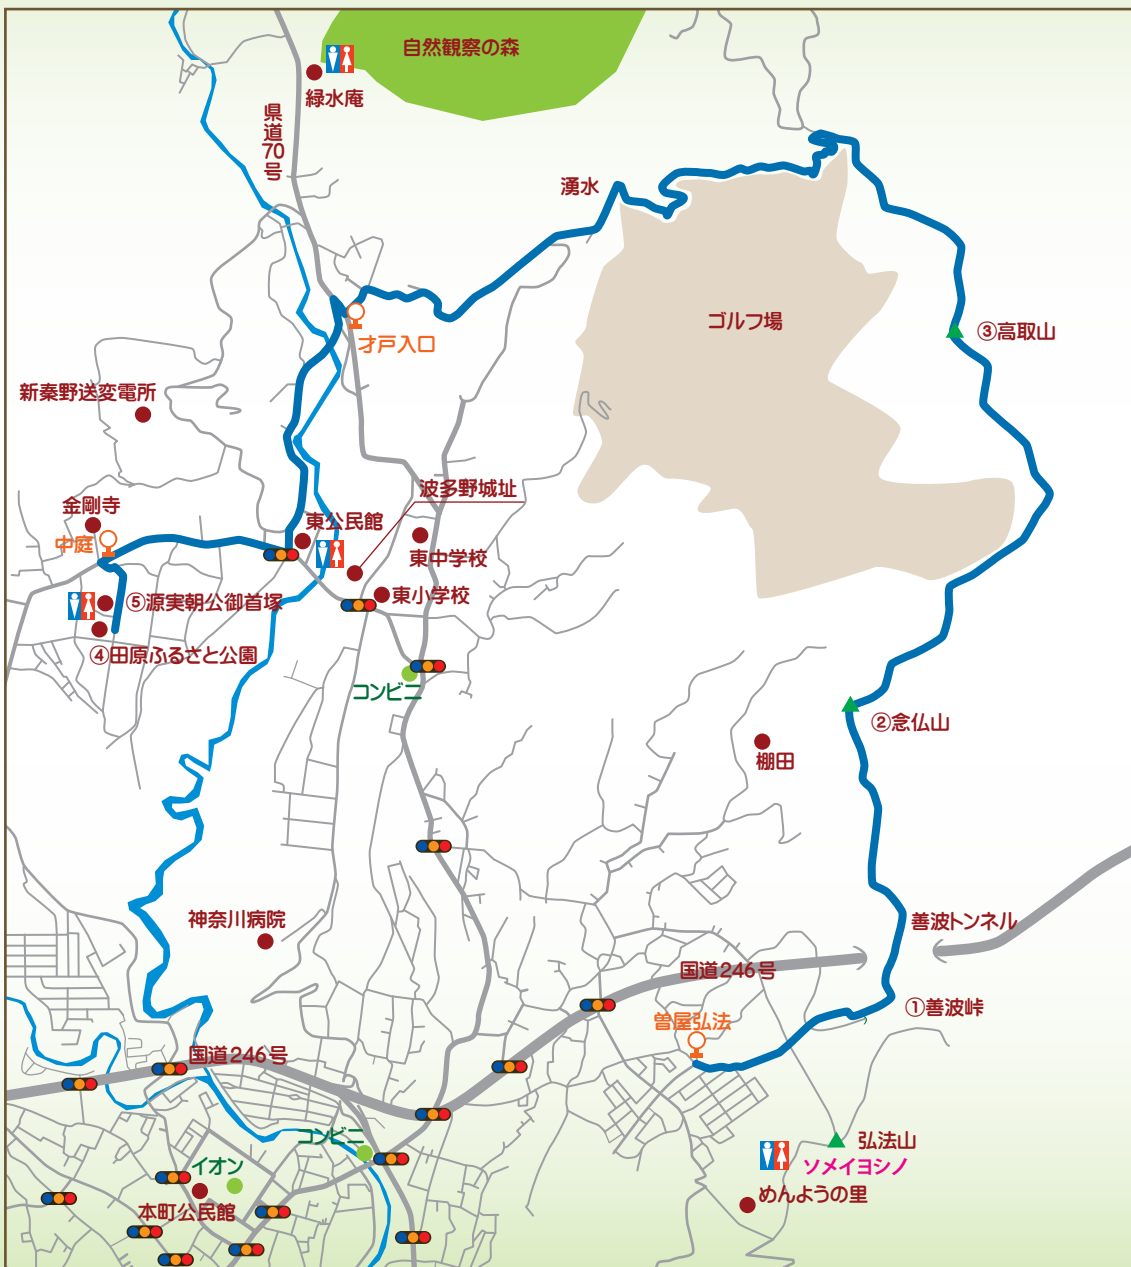 自然観察の森
緑水庵
県道70号
湧水
ゴルフ場
③高取山
才戸入口
新秦野送変電所
波多野城址
金剛寺
東公民館
中庭
東中学校
東小学校
⑤源実朝公御首塚
④田原ふるさと公園
コンビニ
②念仏山
棚田
神奈川病院
善波トンネル
国道246号
①善波峠
曽屋弘法
国道246号
コンビニ
弘法山
イオン
ソメイヨシノ
めんようの里
本町公民館